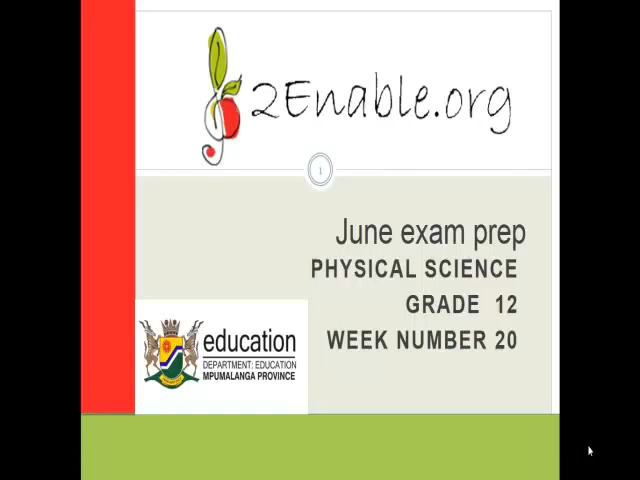 2Enable.org
1
June exam prep
PHYSICAL SCIENCE
GRADE 12
WEEK NUMBER 20
education
DEPARTMENT: EDUCATION
MPUMALANGA PROVINCE